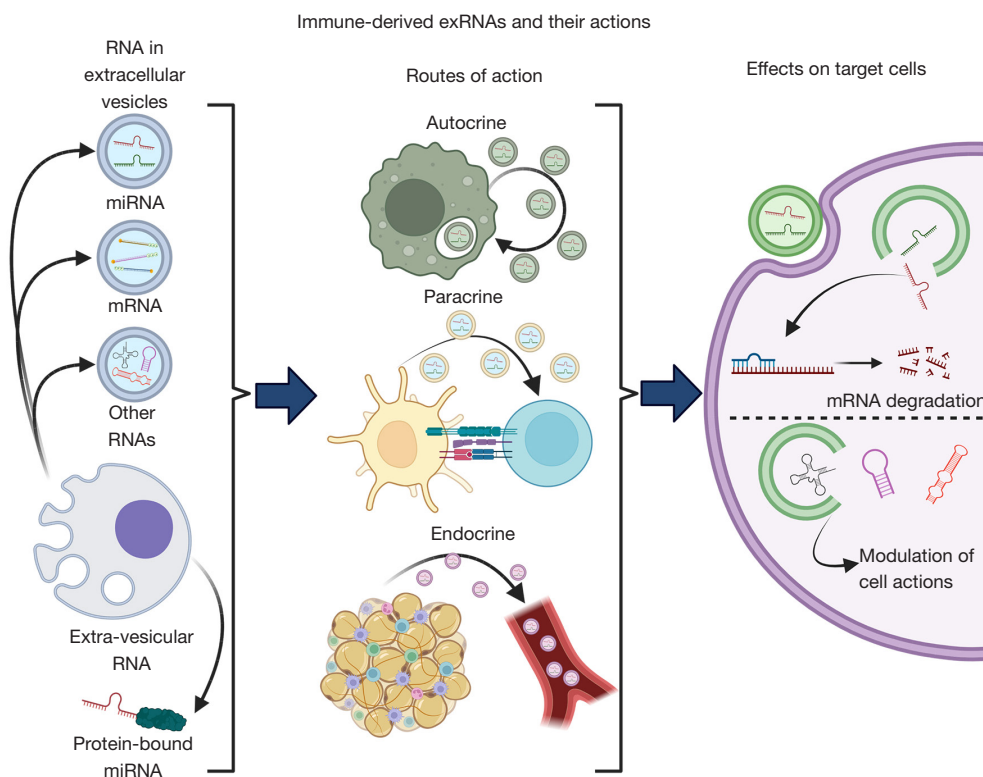 Immune-derived exRNAs and their actions
RNA in
extracellular
vesicles
miRNA
mRNA
Other
RNAs
Extra-vesicular
RNA
Protein-bound
miRNA
Routes of action
Autocrine
Paracrine
Endocrine
Effects on target cells
mRNA degradation
Modulation of
cell actions